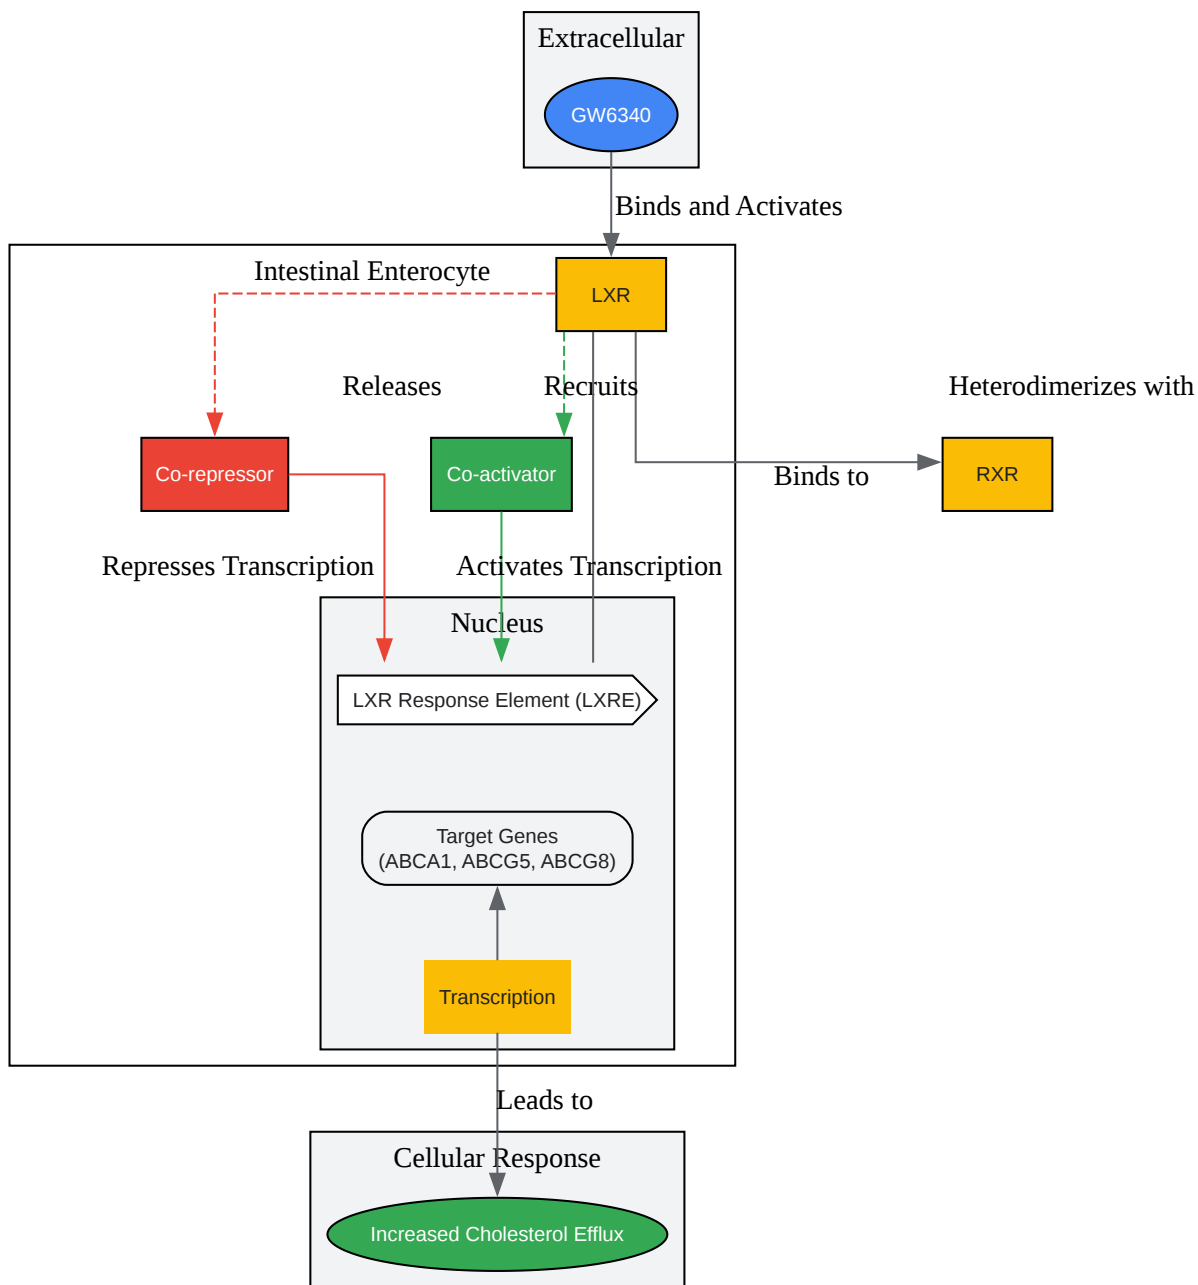 Extracellular
GW6340
Binds and Activates
Intestinal Enterocyte
LXR
Releases
Recruits
Heterodimerizes with
Co-repressor
Co-activator
Binds to
RXR
Represses Transcription
Activates Transcription
Nucleus
LXR Response Element (LXRE)
Target Genes
(ABCA1, ABCG5, ABCG8)
Transcription
Leads to
Cellular Response
Increased Cholesterol Efflux